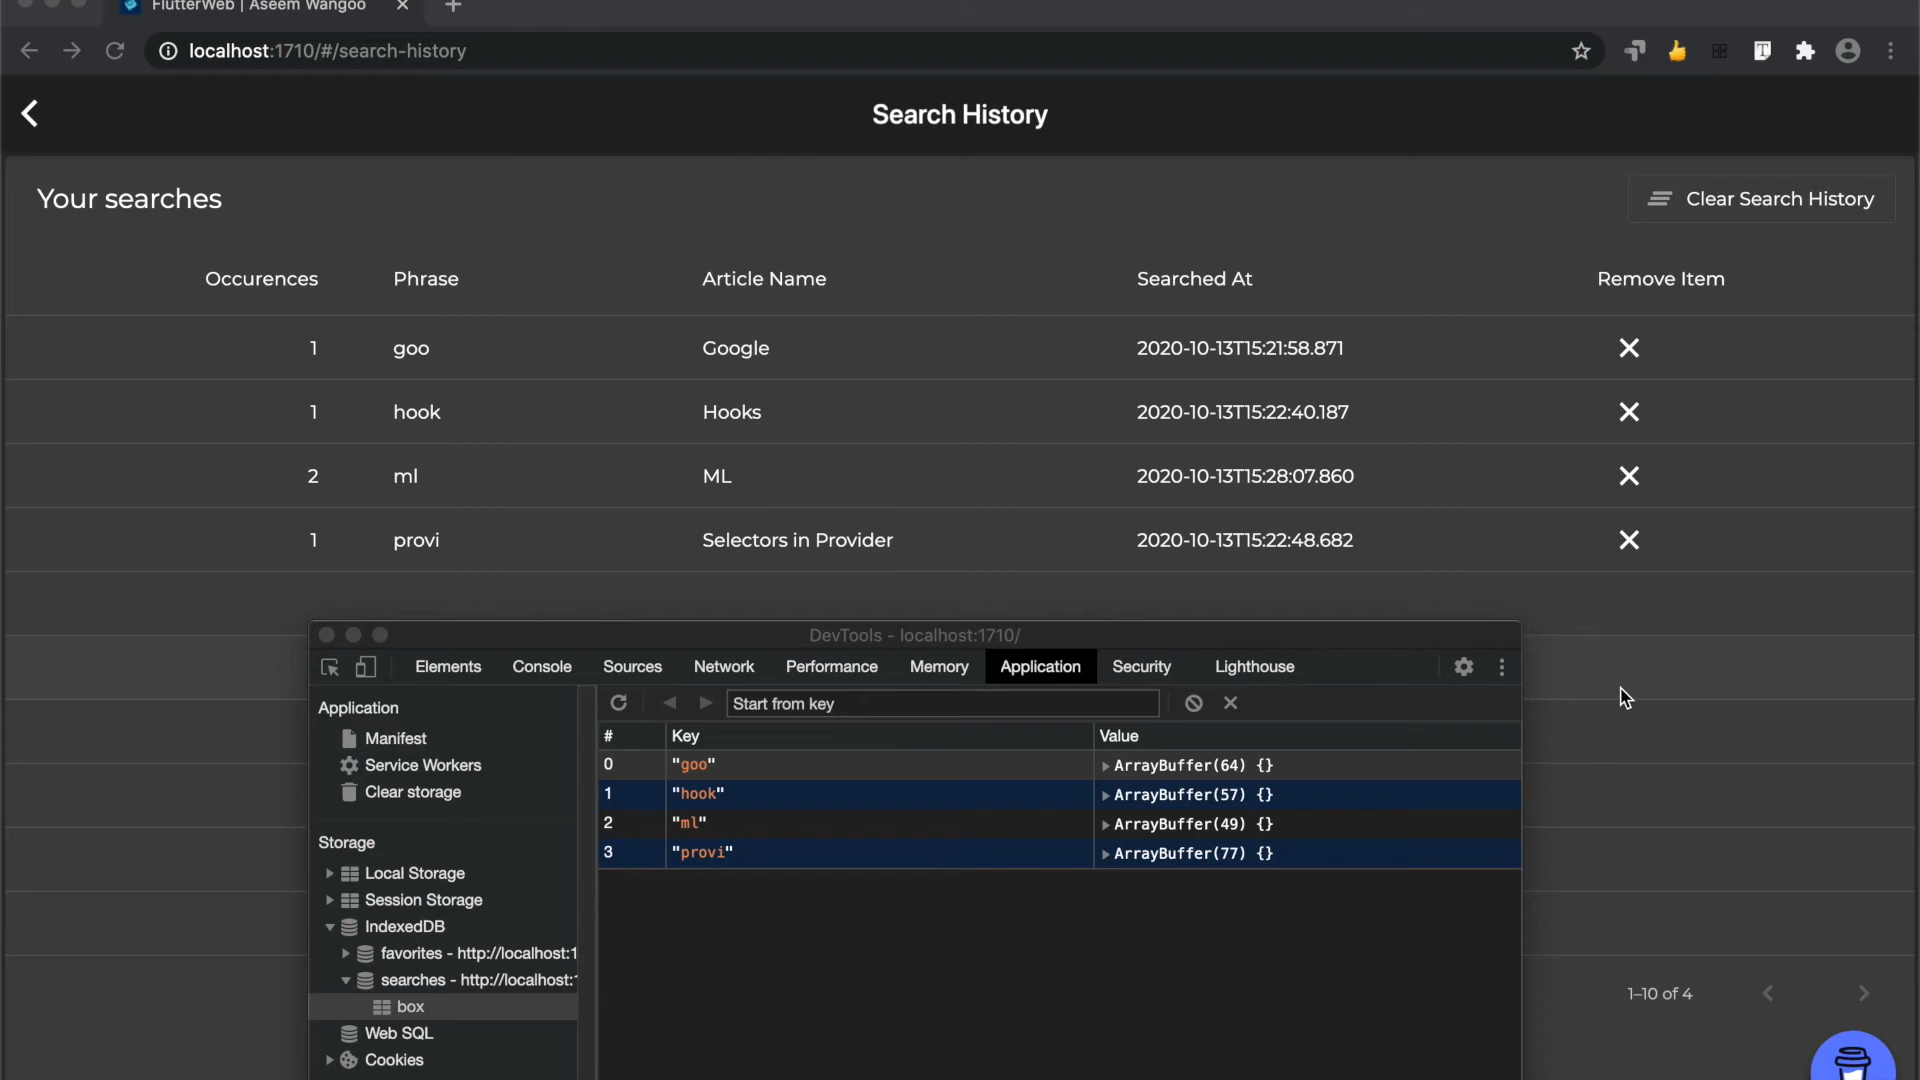 FlutterWeb | Aseem Wangoo
localhost:1710/#/search-history
Search History
Your searches
Clear Search History
Occurences Phrase Article Name Searched At Remove Item
1 goo Google 2020-10-13T15:21:58.871
1 hook Hooks 2020-10-13T15:22:40.187
2 ml ML 2020-10-13T15:28:07.860
1 provi Selectors in Provider 2020-10-13T15:22:48.682
DevTools - localhost:1710/
Elements Console Sources Network Performance Memory Application Security Lighthouse
Start from key
Application
Manifest
Service Workers
Clear storage
Storage
Local Storage
Session Storage
IndexedDB
favorites - http://localhost:1
searches - http://localhost:1
box
Web SQL
Cookies
# Key Value
0 "goo" ArrayBuffer(64) {}
1 "hook" ArrayBuffer(57) {}
2 "ml" ArrayBuffer(49) {}
3 "provi" ArrayBuffer(77) {}
1–10 of 4